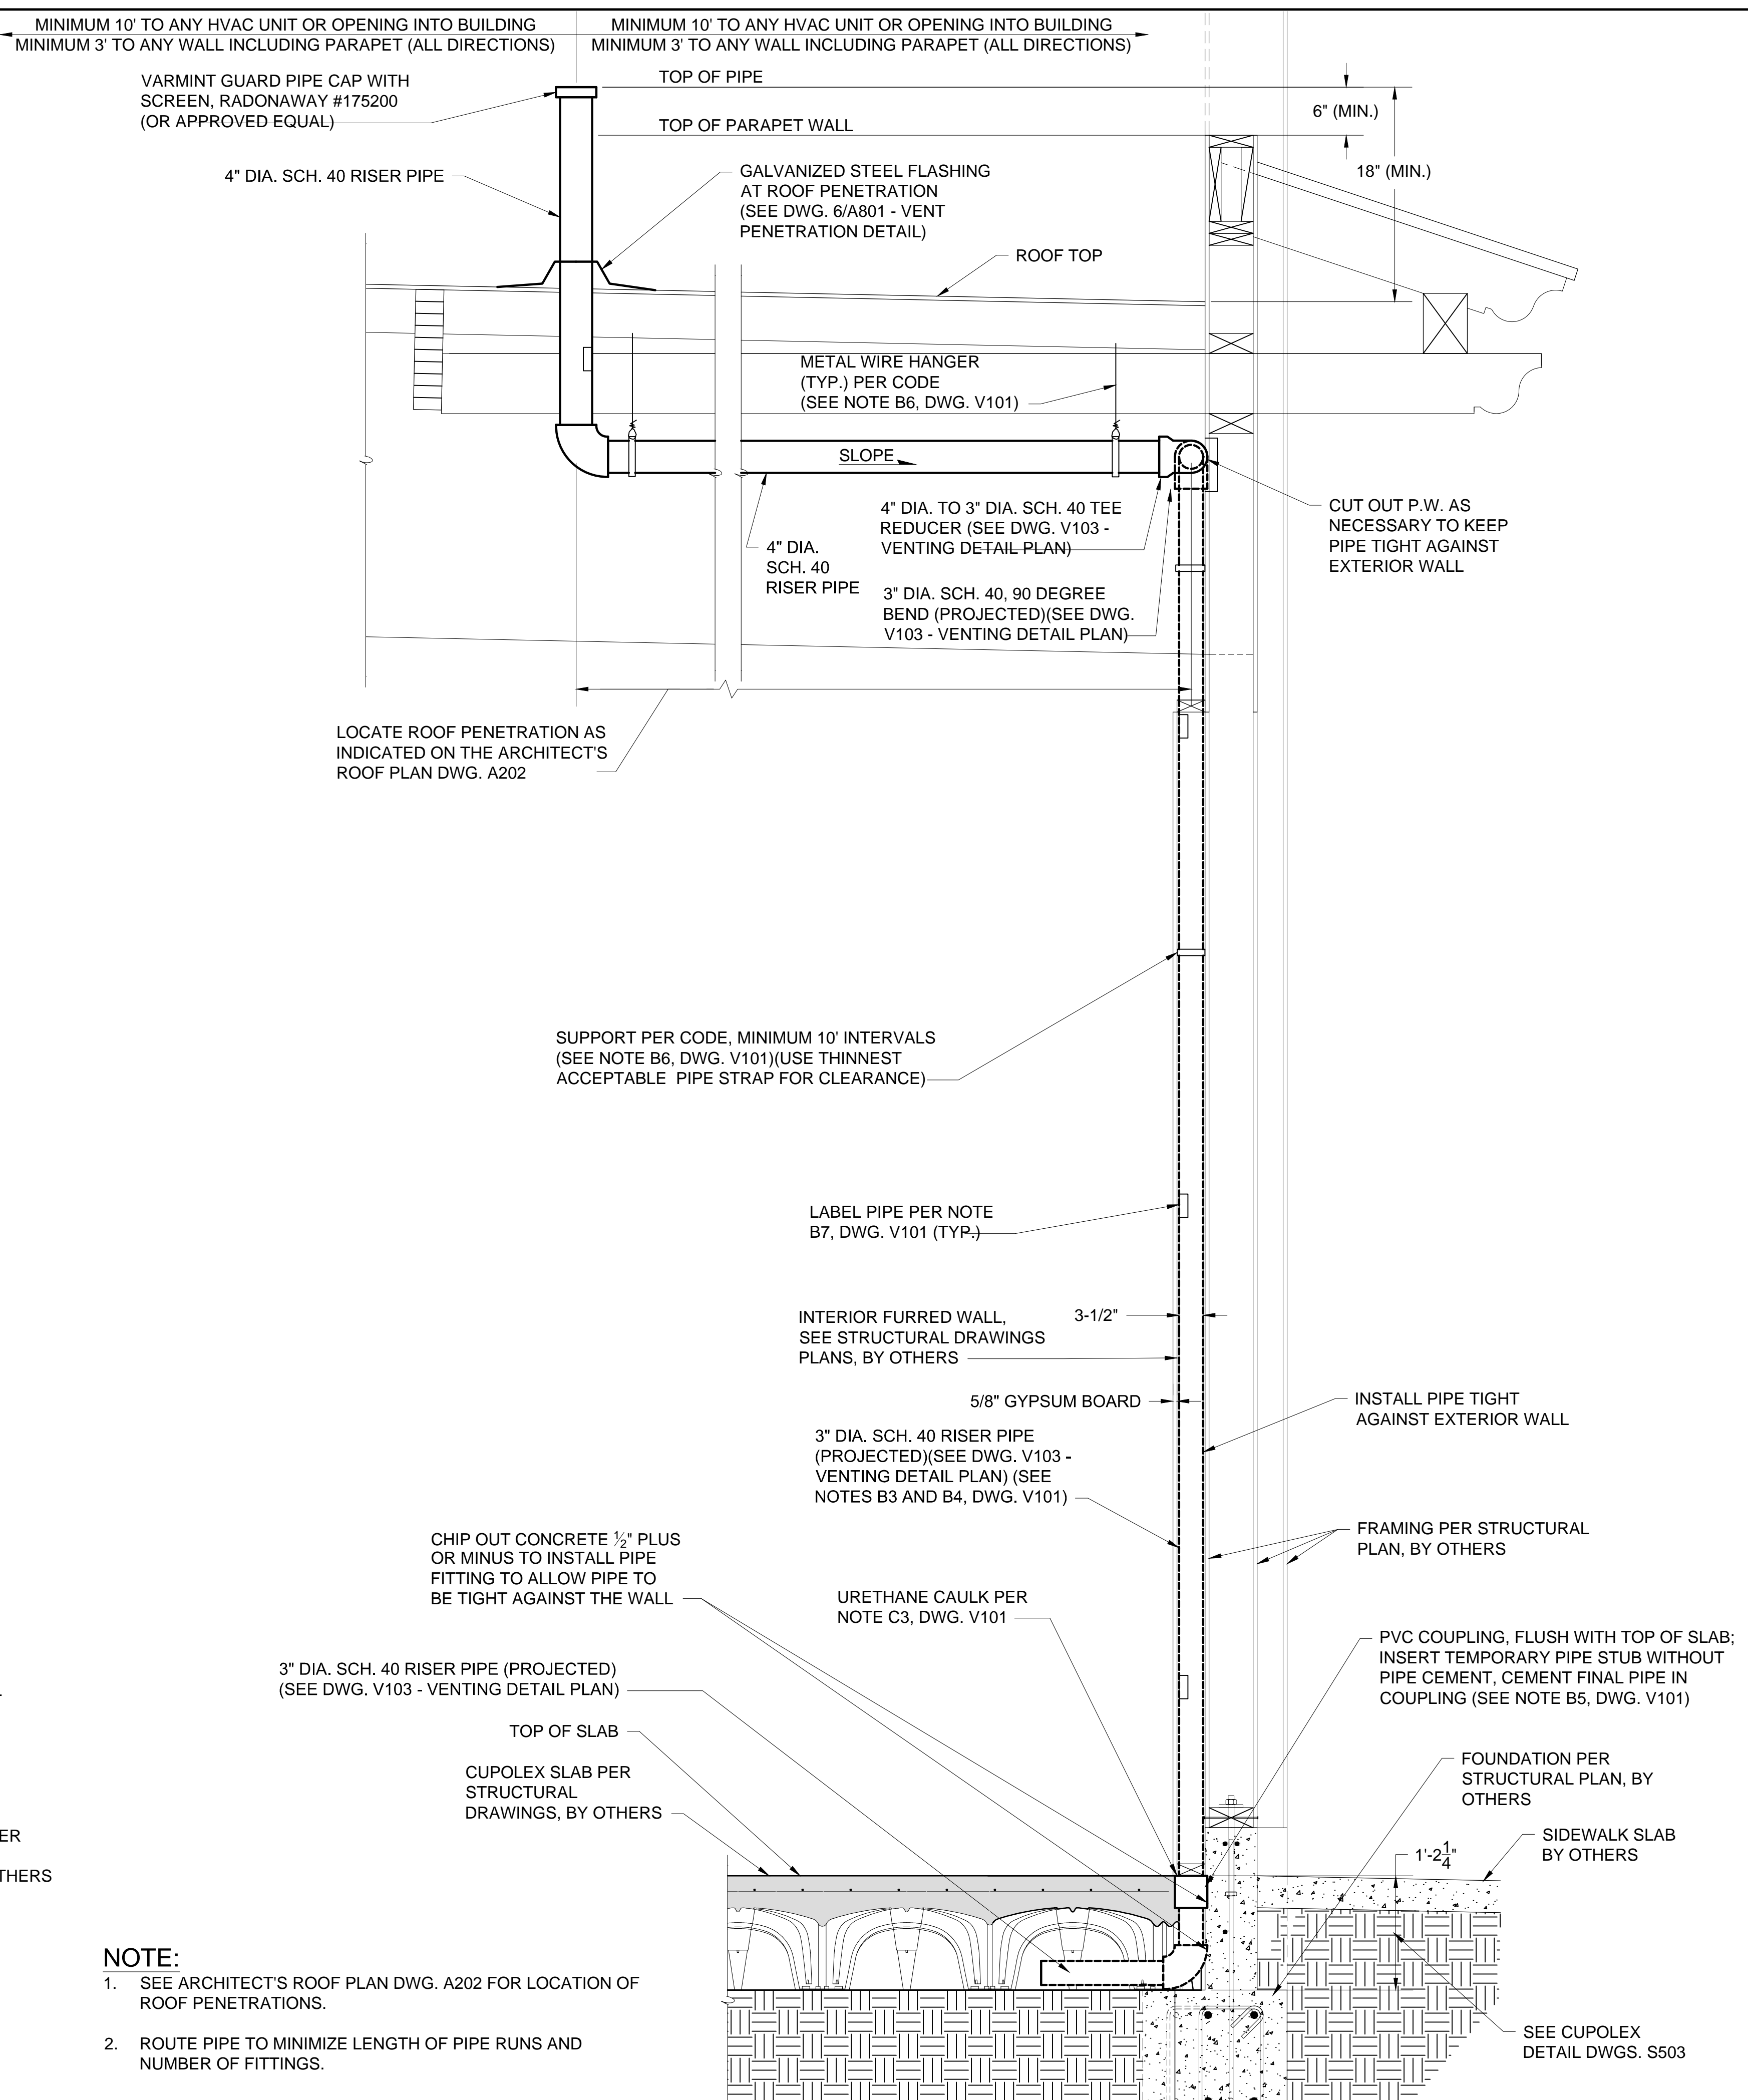 MINIMUM 10' TO ANY HVAC UNIT OR OPENING INTO BUILDING
MINIMUM 3' TO ANY WALL INCLUDING PARAPET (ALL DIRECTIONS)
MINIMUM 10' TO ANY HVAC UNIT OR OPENING INTO BUILDING
MINIMUM 3' TO ANY WALL INCLUDING PARAPET (ALL DIRECTIONS)
VARMINT GUARD PIPE CAP WITH
SCREEN, RADONAWAY #175200
(OR APPROVED EQUAL)
TOP OF PIPE
6" (MIN.)
TOP OF PARAPET WALL
18" (MIN.)
4" DIA. SCH. 40 RISER PIPE
GALVANIZED STEEL FLASHING
AT ROOF PENETRATION
(SEE DWG. 6/A801 - VENT
PENETRATION DETAIL)
ROOF TOP
METAL WIRE HANGER
(TYP.) PER CODE
(SEE NOTE B6, DWG. V101)
SLOPE
4" DIA. TO 3" DIA. SCH. 40 TEE
REDUCER (SEE DWG. V103 -
VENTING DETAIL PLAN)
CUT OUT P.W. AS
NECESSARY TO KEEP
PIPE TIGHT AGAINST
EXTERIOR WALL
4" DIA.
SCH. 40
RISER PIPE
3" DIA. SCH. 40, 90 DEGREE
BEND (PROJECTED)(SEE DWG.
V103 - VENTING DETAIL PLAN)
LOCATE ROOF PENETRATION AS
INDICATED ON THE ARCHITECT'S
ROOF PLAN DWG. A202
SUPPORT PER CODE, MINIMUM 10' INTERVALS
(SEE NOTE B6, DWG. V101)(USE THINNEST
ACCEPTABLE PIPE STRAP FOR CLEARANCE)
LABEL PIPE PER NOTE
B7, DWG. V101 (TYP.)
INTERIOR FURRED WALL,
SEE STRUCTURAL DRAWINGS
PLANS, BY OTHERS
3-1/2"
5/8" GYPSUM BOARD
INSTALL PIPE TIGHT
AGAINST EXTERIOR WALL
3" DIA. SCH. 40 RISER PIPE
(PROJECTED)(SEE DWG. V103 -
VENTING DETAIL PLAN) (SEE
NOTES B3 AND B4, DWG. V101)
FRAMING PER STRUCTURAL
PLAN, BY OTHERS
CHIP OUT CONCRETE ½" PLUS
OR MINUS TO INSTALL PIPE
FITTING TO ALLOW PIPE TO
BE TIGHT AGAINST THE WALL
URETHANE CAULK PER
NOTE C3, DWG. V101
PVC COUPLING, FLUSH WITH TOP OF SLAB;
INSERT TEMPORARY PIPE STUB WITHOUT
PIPE CEMENT, CEMENT FINAL PIPE IN
COUPLING (SEE NOTE B5, DWG. V101)
3" DIA. SCH. 40 RISER PIPE (PROJECTED)
(SEE DWG. V103 - VENTING DETAIL PLAN)
TOP OF SLAB
CUPOLEX SLAB PER
STRUCTURAL
DRAWINGS, BY OTHERS
FOUNDATION PER
STRUCTURAL PLAN, BY
OTHERS
ER
THERS
SIDEWALK SLAB
BY OTHERS
1'-2 1/4"
NOTE:
1. SEE ARCHITECT'S ROOF PLAN DWG. A202 FOR LOCATION OF
ROOF PENETRATIONS.
2. ROUTE PIPE TO MINIMIZE LENGTH OF PIPE RUNS AND
NUMBER OF FITTINGS.
SEE CUPOLEX
DETAIL DWGS. S503